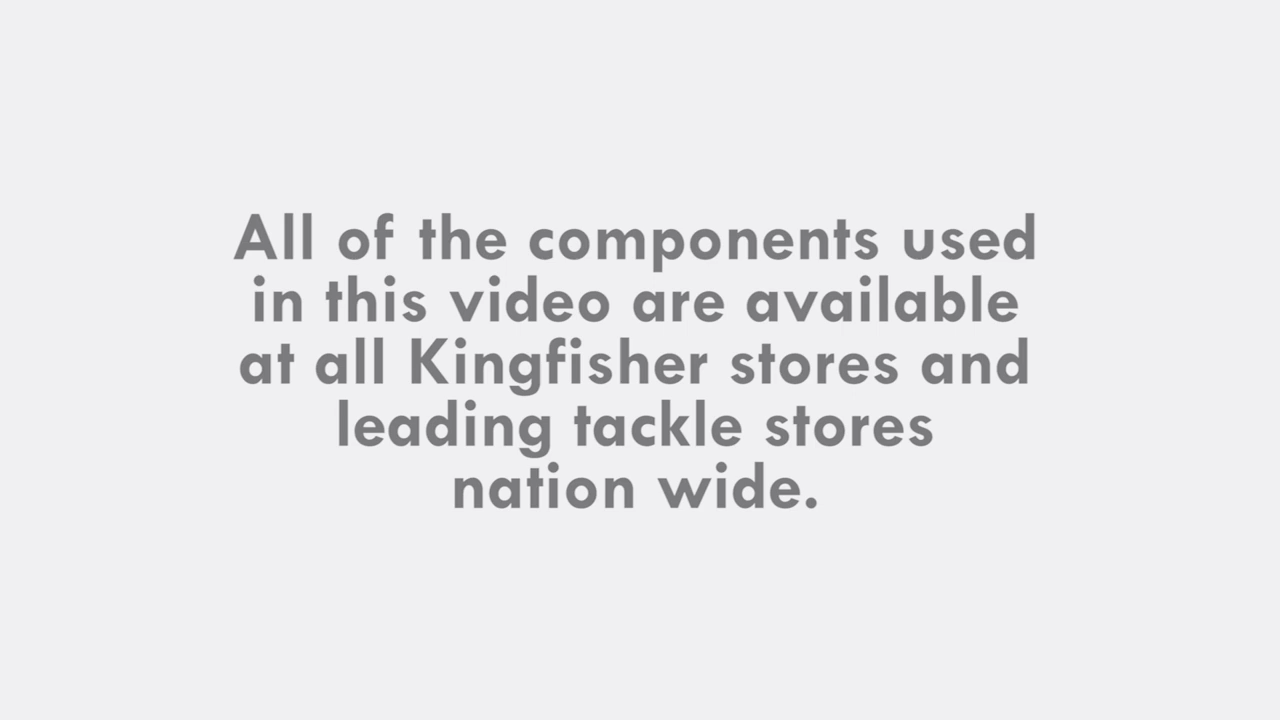 All of the components used
in this video are available
at all Kingfisher stores and
leading tackle stores
nation wide.